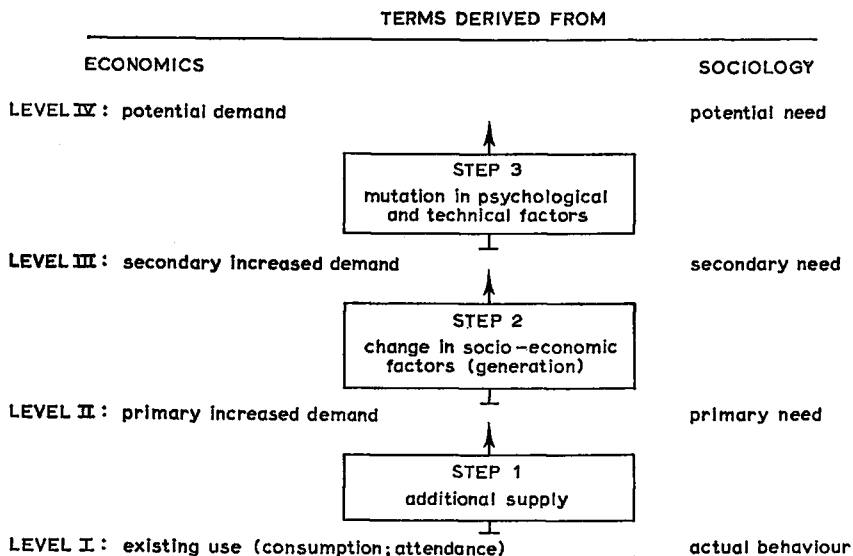 TERMS DERIVED FROM
ECONOMICS SOCIOLOGY
LEVEL IV: potential demand potential need
STEP 3
mutation in psychological
and technical factors
LEVEL III: secondary increased demand secondary need
STEP 2
change in socio-economic
factors (generation)
LEVEL II: primary increased demand primary need
STEP 1
additional supply
LEVEL I: existing use (consumption; attendance) actual behaviour